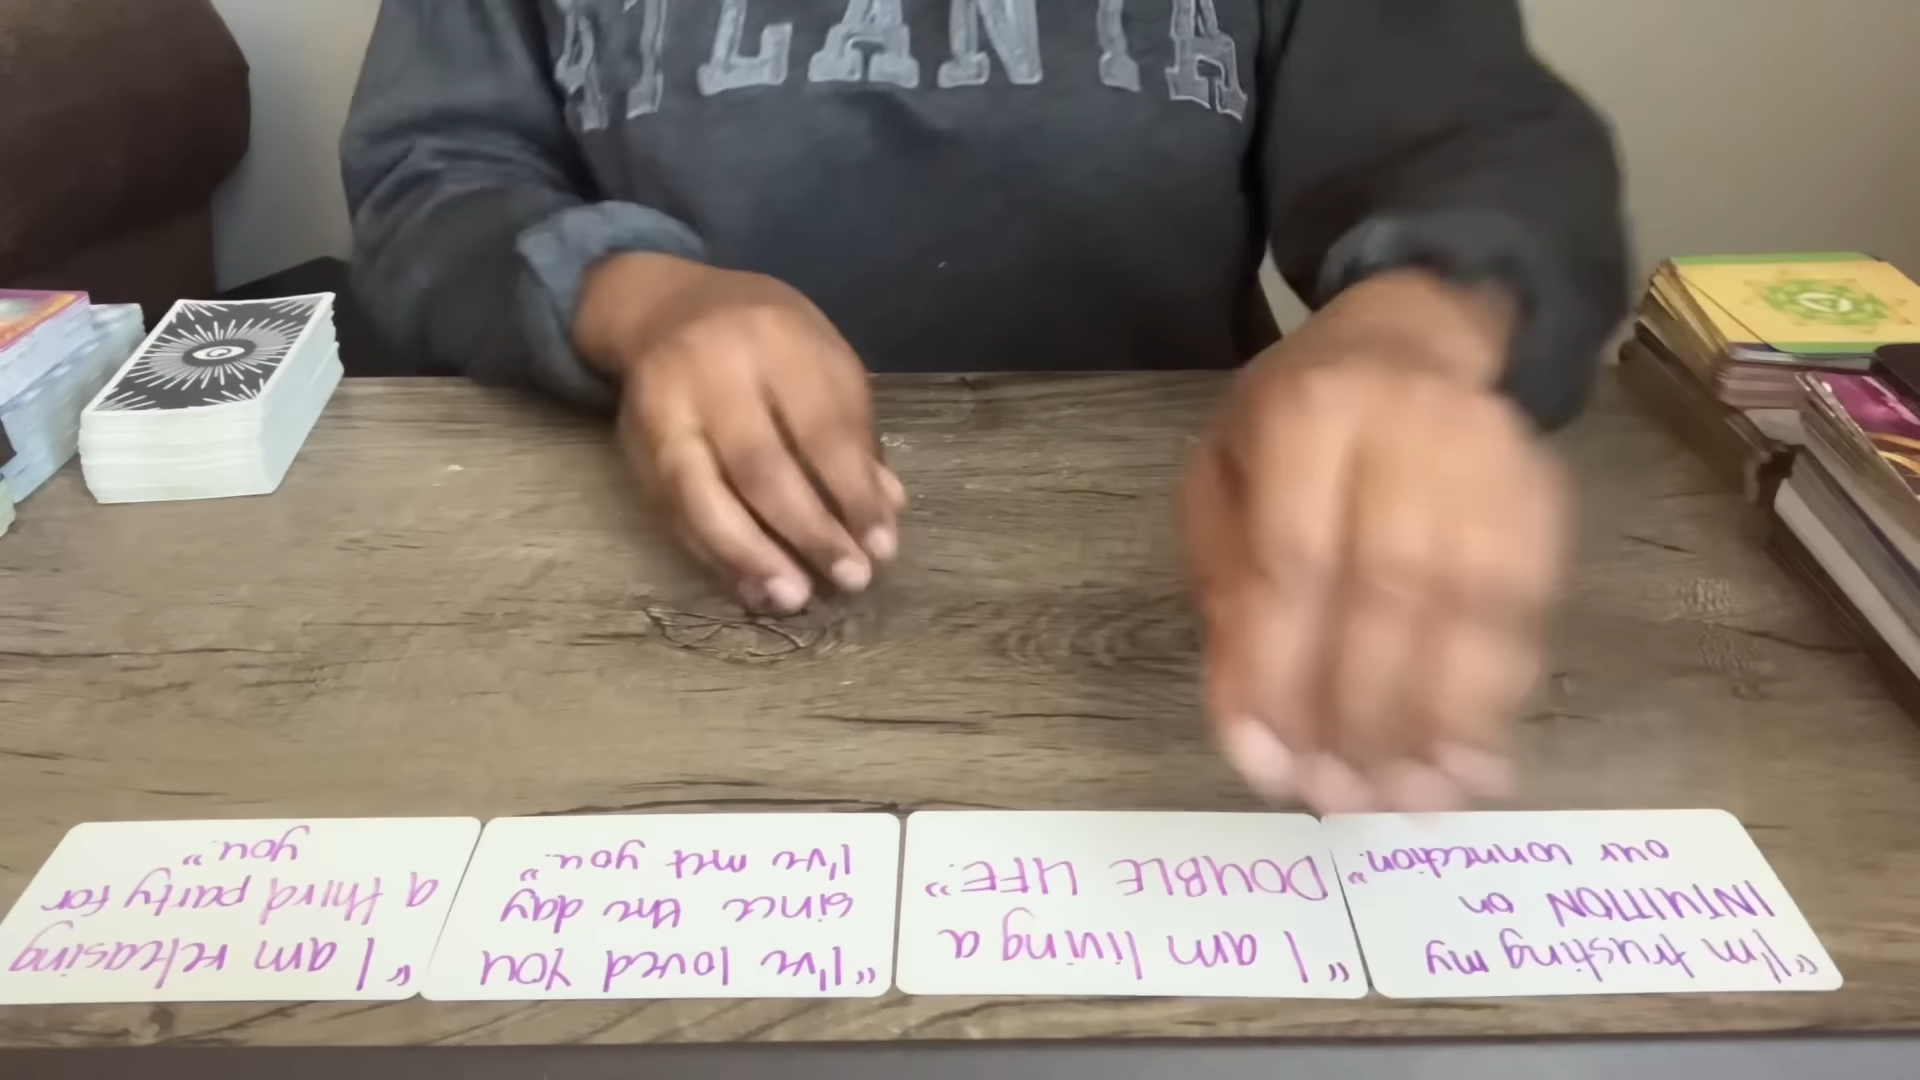 ATLANTA
"I'm trusting my
INTUITION on
our connection."
"I am living a
DOUBLE LIFE."
"I've loved you
since the day
I've met you."
"I am releasing
a third party for
you."